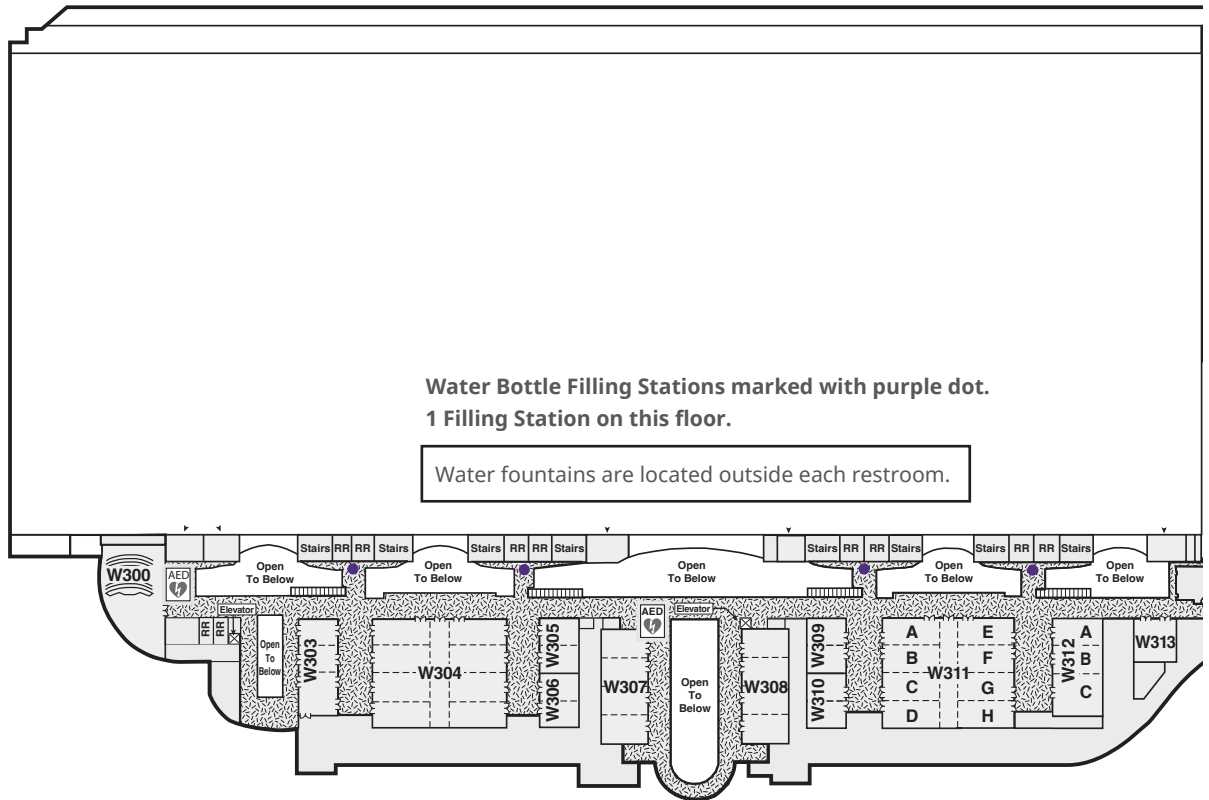 Water Bottle Filling Stations marked with purple dot.
1 Filling Station on this floor.
Water fountains are located outside each restroom.
Stairs
RR
RR
Stairs
Stairs
RR
RR
Stairs
Stairs
RR
RR
Stairs
Stairs
RR
RR
Stairs
W300
AED
Open
To Below
Open
To Below
Open
To Below
Open
To Below
Open
To Below
Elevator
AED
Elevator
RR
RR
Open
To
Below
W303
W304
W305
W306
W307
Open
To
Below
W308
W309
W310
A
E
B
F
W311
C
G
D
H
W312
A
B
C
W313